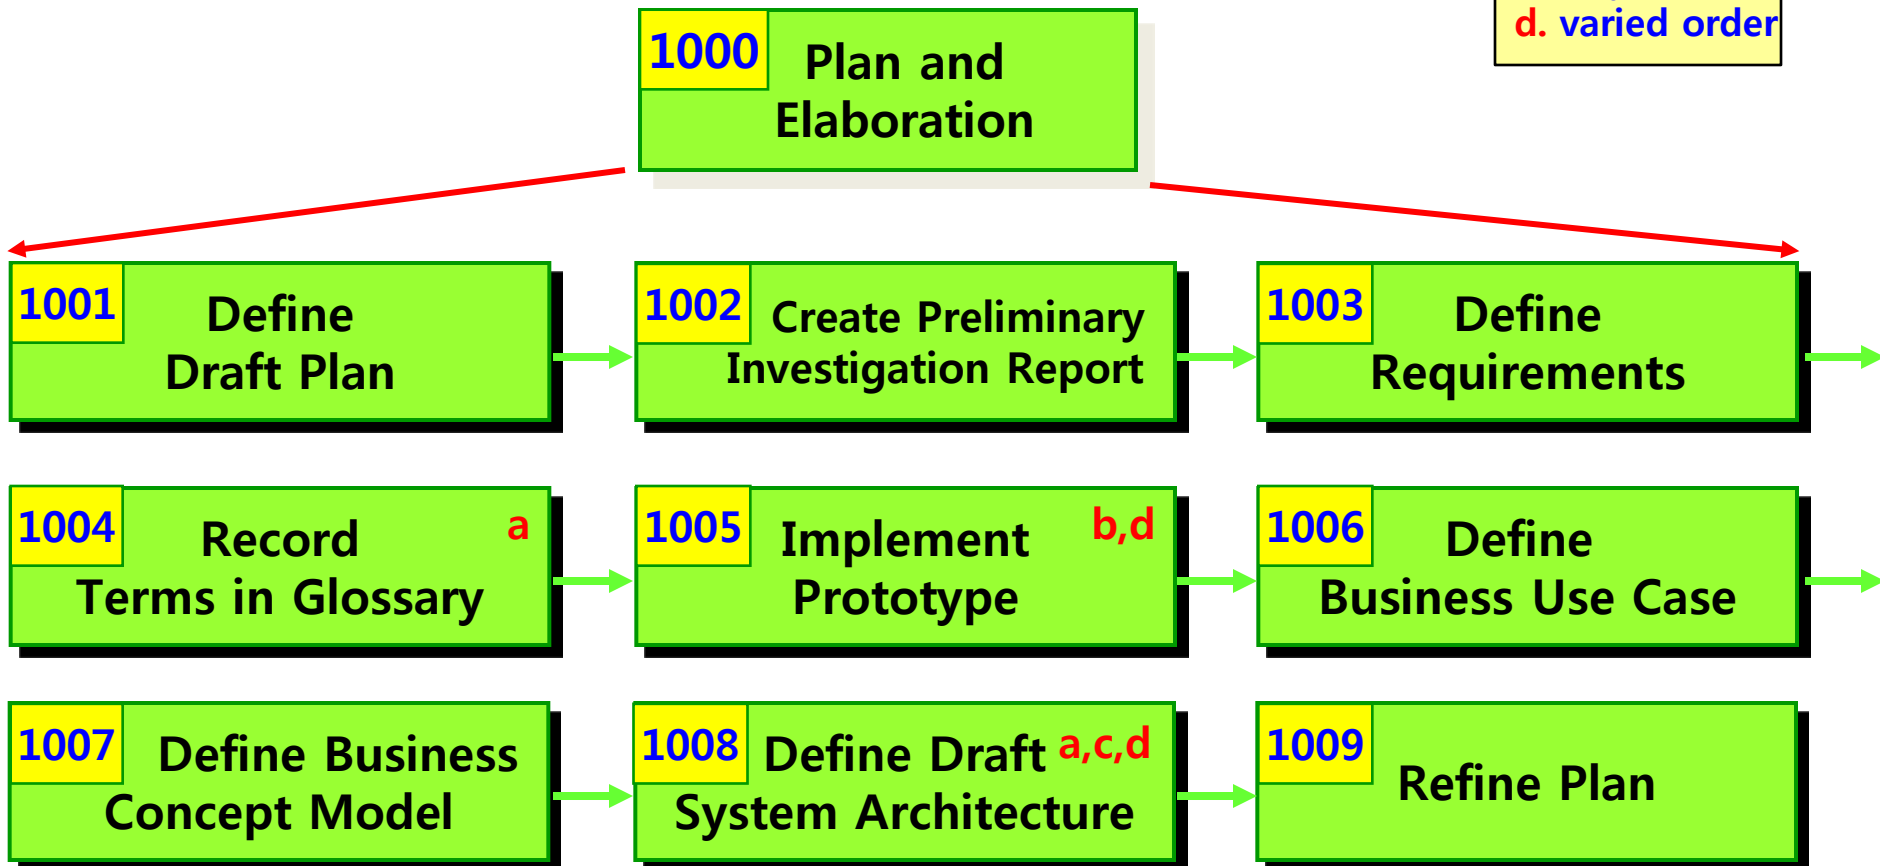 d. varied order
1000
Plan and
Elaboration
1001
Define
Draft Plan
1002
Create Preliminary
Investigation Report
1003
Define
Requirements
1004
Record a
Terms in Glossary
1005
Implement b,d
Prototype
1006
Define
Business Use Case
1007
Define Business
Concept Model
1008
Define Draft a,c,d
System Architecture
1009
Refine Plan